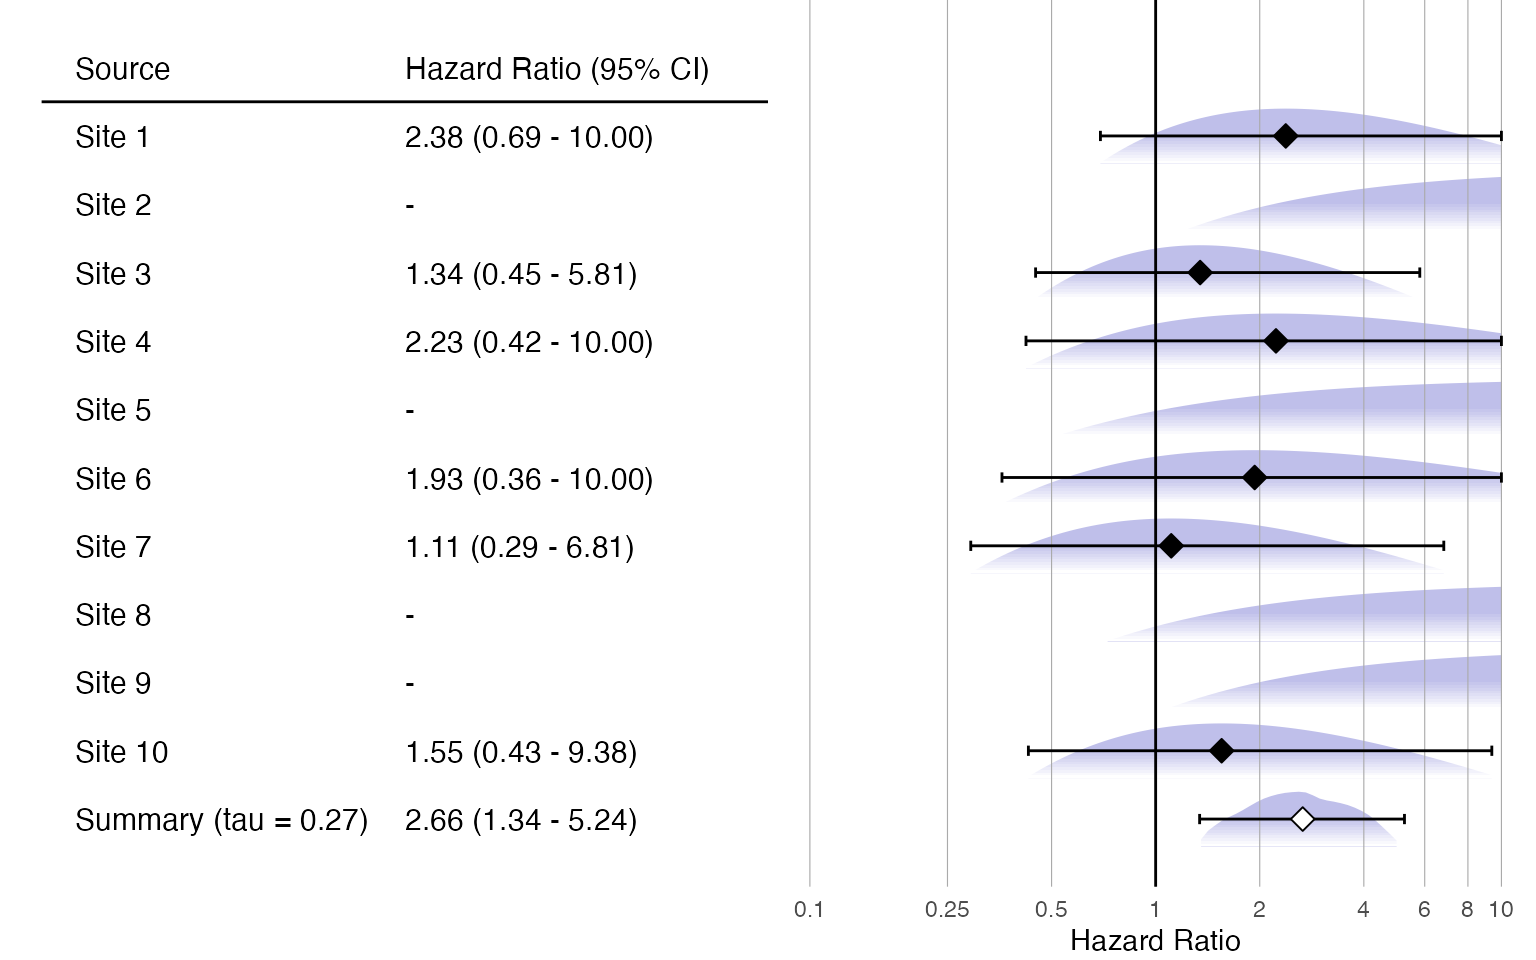 Source Hazard Ratio (95% CI)
Site 1 2.38 (0.69 - 10.00)
Site 2 -
Site 3 1.34 (0.45 - 5.81)
Site 4 2.23 (0.42 - 10.00)
Site 5 -
Site 6 1.93 (0.36 - 10.00)
Site 7 1.11 (0.29 - 6.81)
Site 8 -
Site 9 -
Site 10 1.55 (0.43 - 9.38)
Summary (tau = 0.27) 2.66 (1.34 - 5.24)
0.1 0.25 0.5 1 2 4 6 8 10
Hazard Ratio